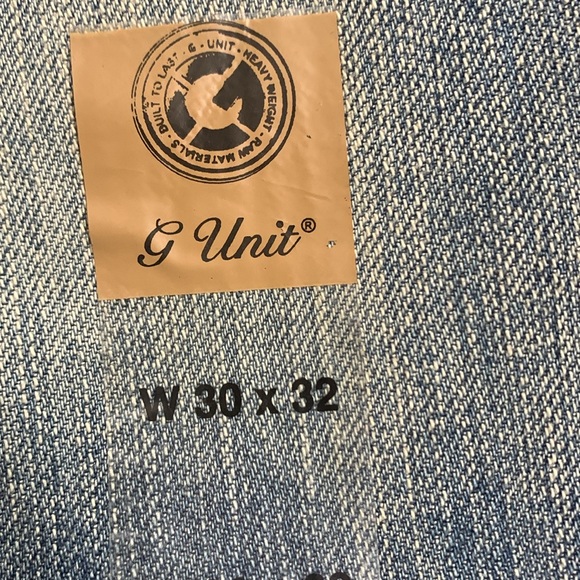 BUILT TO LAST · G - UNIT · HEAVY WEIGHT · RAW MATERIALS ·
G Unit®
W 30 x 32